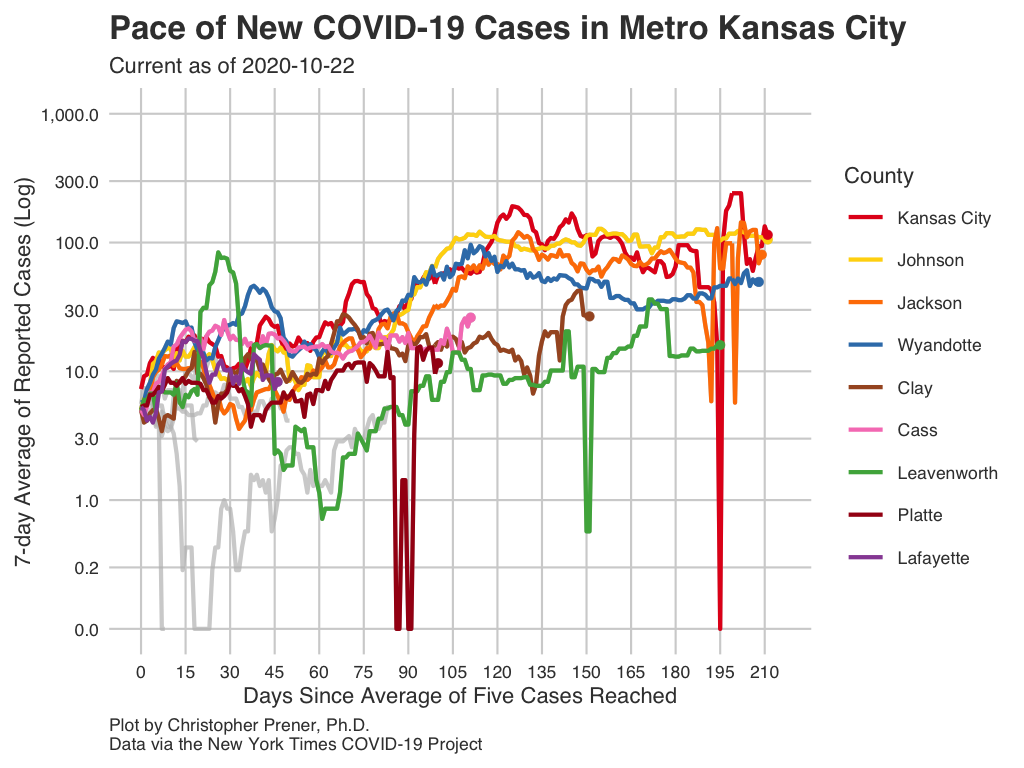 Pace of New COVID-19 Cases in Metro Kansas City
Current as of 2020-10-22
7-day Average of Reported Cases (Log)
1,000.0
300.0
100.0
30.0
10.0
3.0
1.0
0.2
0.0
0 15 30 45 60 75 90 105 120 135 150 165 180 195 210
Days Since Average of Five Cases Reached
County
Kansas City
Johnson
Jackson
Wyandotte
Clay
Cass
Leavenworth
Platte
Lafayette
Plot by Christopher Prener, Ph.D.
Data via the New York Times COVID-19 Project